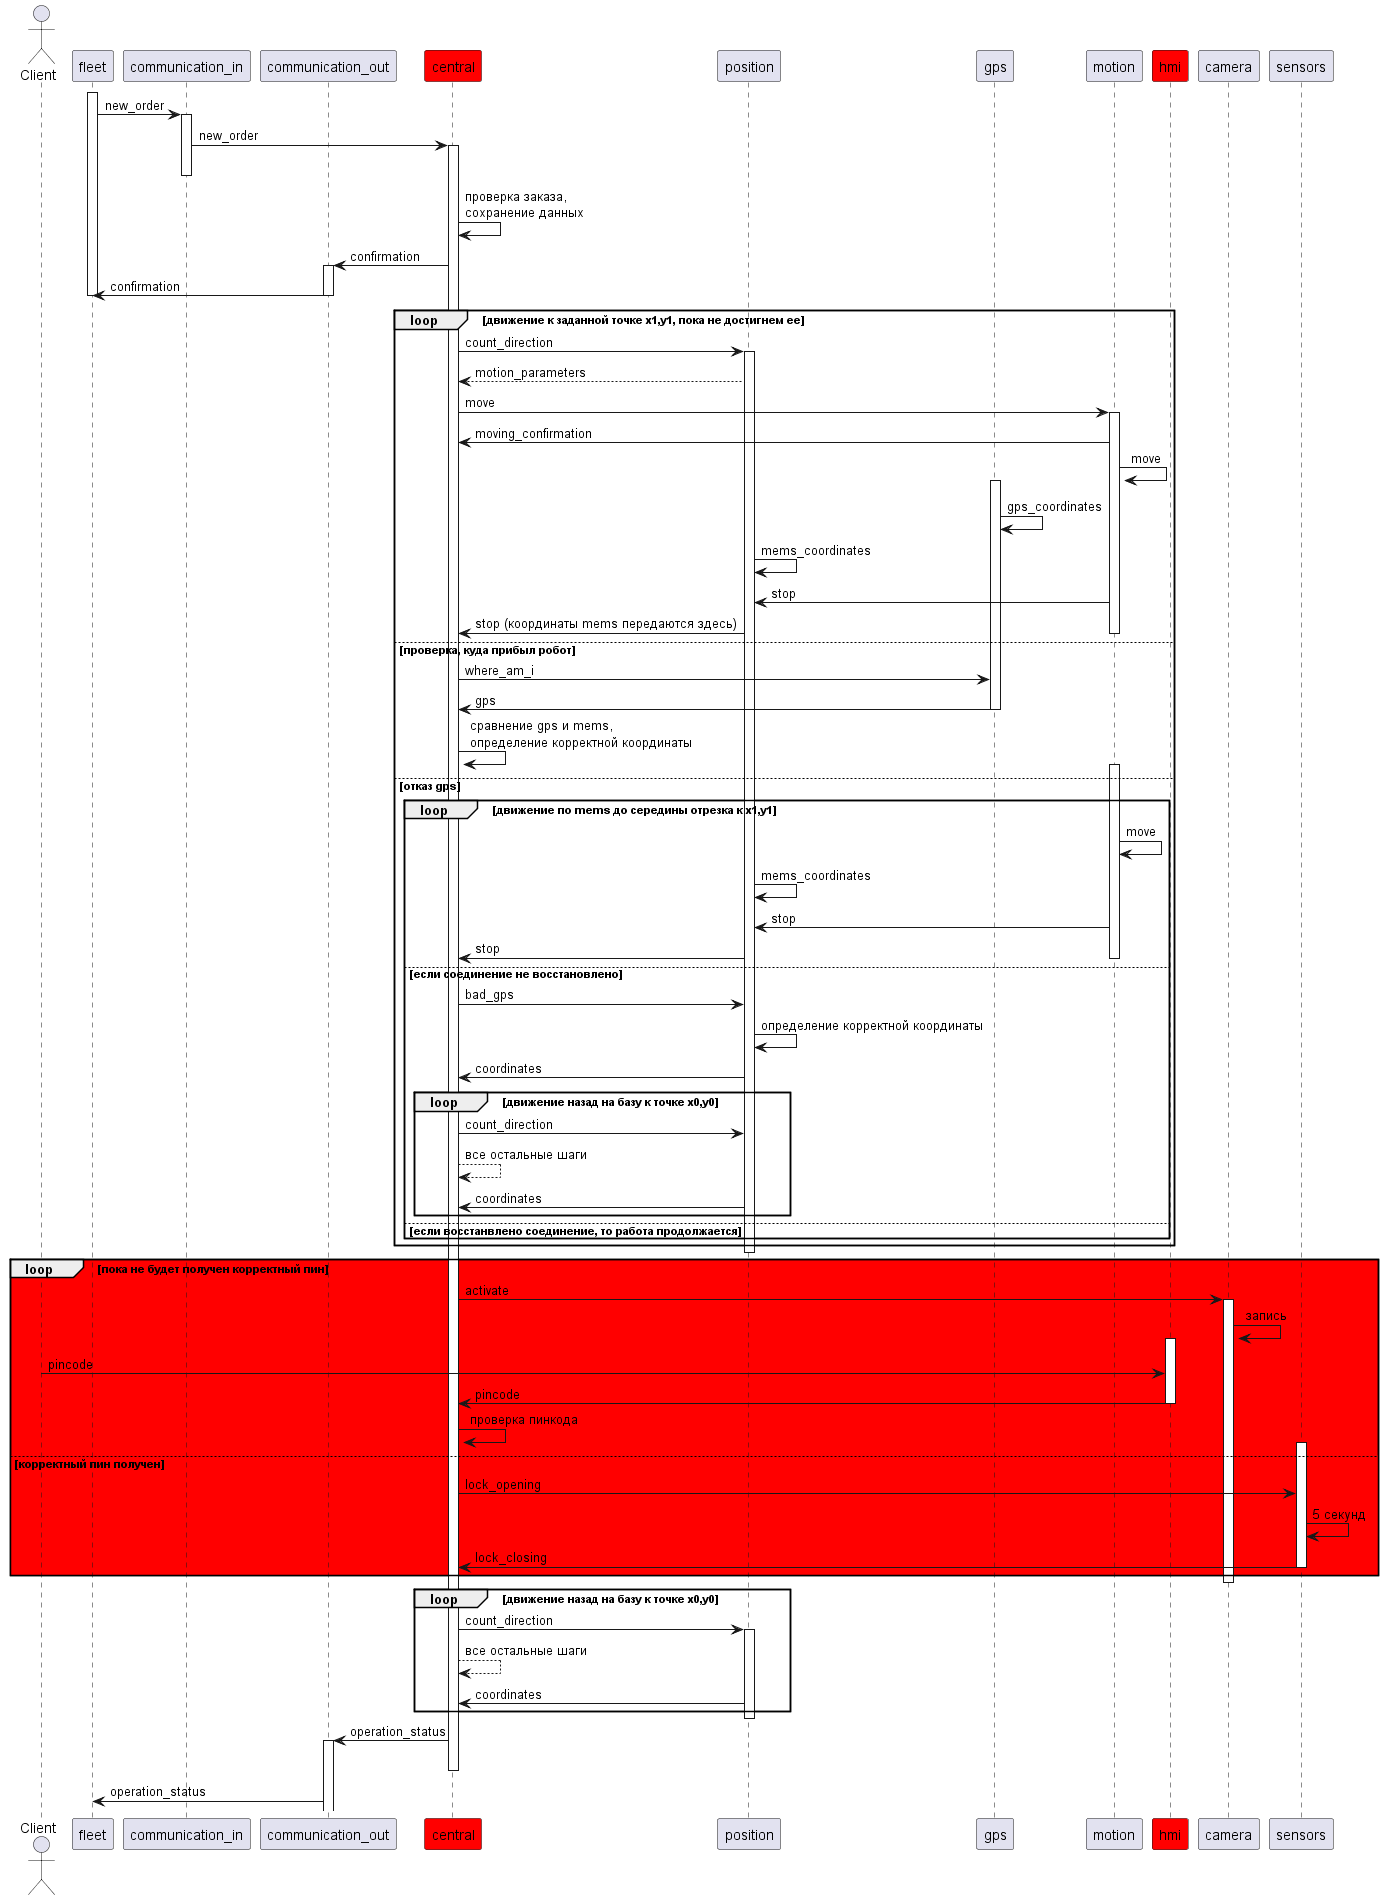 Client
fleet
communication_in
communication_out
central
position
gps
motion
hmi
camera
sensors
new_order
new_order
проверка заказа,
сохранение данных
confirmation
confirmation
loop
[движение к заданной точке x1,y1, пока не достигнем ее]
count_direction
motion_parameters
move
moving_confirmation
move
gps_coordinates
mems_coordinates
stop
stop (координаты mems передаются здесь)
[проверка, куда прибыл робот]
where_am_i
gps
сравнение gps и mems,
определение корректной координаты
[отказ gps]
loop
[движение по mems до середины отрезка к x1,y1]
move
mems_coordinates
stop
stop
[если соединение не восстановлено]
bad_gps
определение корректной координаты
coordinates
loop
[движение назад на базу к точке x0,y0]
count_direction
все остальные шаги
coordinates
[если восстанвлено соединение, то работа продолжается]
loop
[пока не будет получен корректный пин]
activate
запись
pincode
pincode
проверка пинкода
[корректный пин получен]
lock_opening
5 секунд
lock_closing
loop
[движение назад на базу к точке x0,y0]
count_direction
все остальные шаги
coordinates
operation_status
operation_status
Client
fleet
communication_in
communication_out
central
position
gps
motion
hmi
camera
sensors